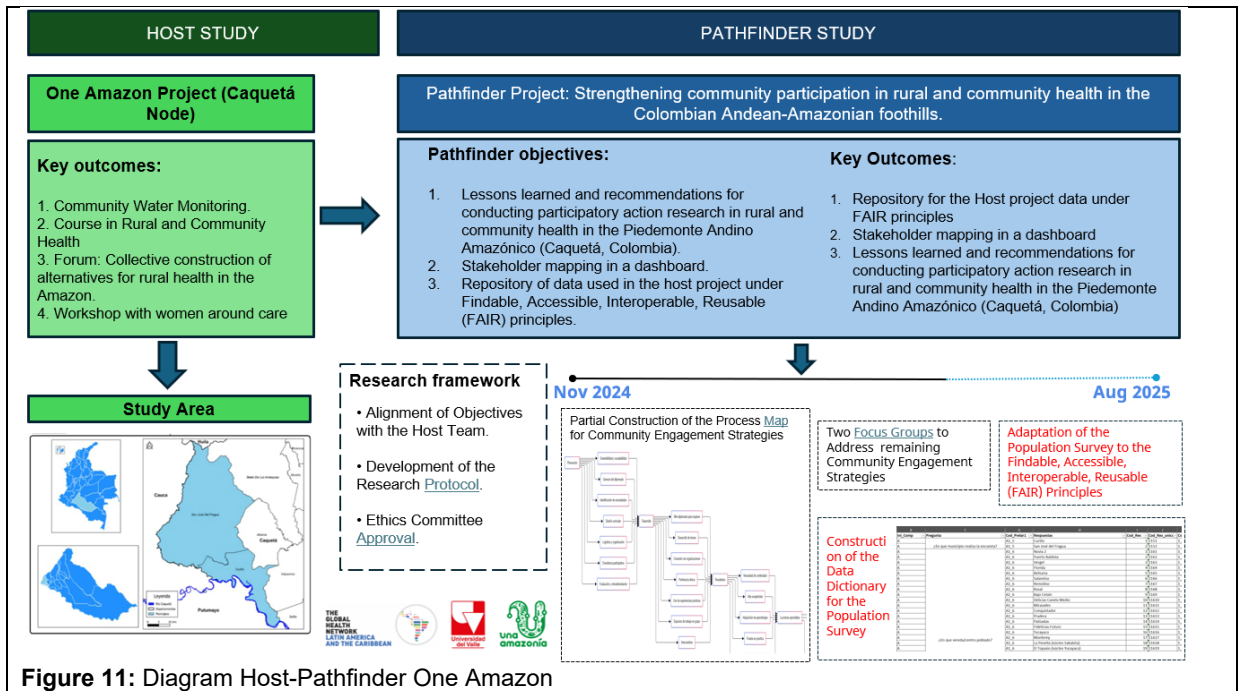 HOST STUDY
PATHFINDER STUDY
One Amazon Project (Caquetá
Node)
Pathfinder Project: Strengthening community participation in rural and community health in the
Colombian Andean-Amazonian foothills.
Key outcomes:
1. Community Water Monitoring.
2. Course in Rural and Community
Health
3. Forum: Collective construction of
alternatives for rural health in the
Amazon.
4. Workshop with women around care
Pathfinder objectives:
1. Lessons learned and recommendations for
conducting participatory action research in rural and
community health in the Piedemonte Andino
Amazónico (Caquetá, Colombia).
2. Stakeholder mapping in a dashboard.
3. Repository of data used in the host project under
Findable, Accessible, Interoperable, Reusable
(FAIR) principles.
Key Outcomes:
1. Repository for the Host project data under
FAIR principles
2. Stakeholder mapping in a dashboard
3. Lessons learned and recommendations for
conducting participatory action research in
rural and community health in the Piedemonte
Andino Amazónico (Caquetá, Colombia)
Study Area
Cauca
Caquetá
Putumayo
Leyenda
Research framework
• Alignment of Objectives
with the Host Team.
• Development of the
Research Protocol.
• Ethics Committee
Approval.
THE
GLOBAL
HEALTH
NETWORK
LATIN AMERICA
AND THE CARIBBEAN
Universidad
del Valle
una
amazonía
Nov 2024
Aug 2025
Partial Construction of the Process Map
for Community Engagement Strategies
Two Focus Groups to
Address remaining
Community Engagement
Strategies
Adaptation of the
Population Survey to the
Findable, Accessible,
Interoperable, Reusable
(FAIR) Principles
Constructi
on of the
Data
Dictionary
for the
Population
Survey
Pregunta
Respuestas
Figure 11: Diagram Host-Pathfinder One Amazon